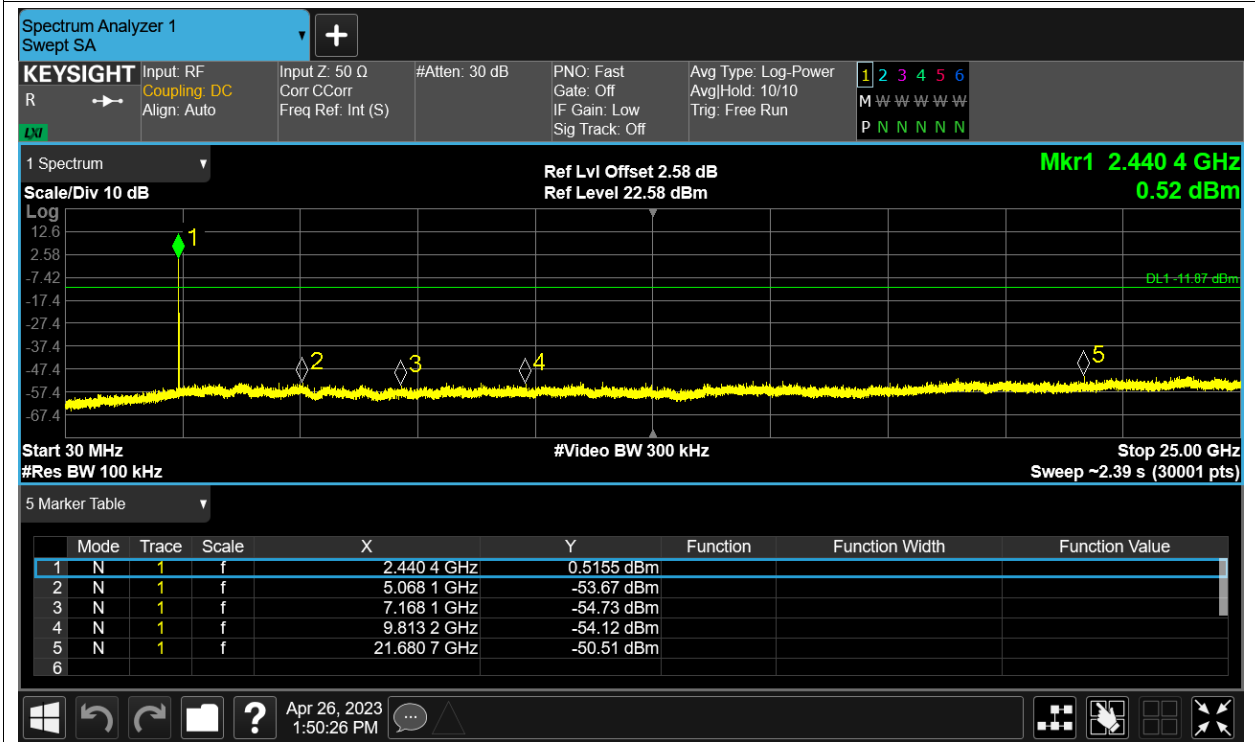 Spectrum Analyzer 1
Swept SA
+
KEYSIGHT Input: RF Input Z: 50 Ω #Atten: 30 dB PNO: Fast Avg Type: Log-Power 1 2 3 4 5 6
R Coupling: DC Corr CCorr Gate: Off Avg|Hold: 10/10 M W W W W W W
Align: Auto Freq Ref: Int (S) IF Gain: Low Trig: Free Run
LXI Sig Track: Off P N N N N N N
1 Spectrum Ref Lvl Offset 2.58 dB Mkr1 2.440 4 GHz
Scale/Div 10 dB Ref Level 22.58 dBm 0.52 dBm
Log
12.6 1
2.58
-7.42 DL1 -11.87 dBm
-17.4
-27.4
-37.4
-47.4 2 3 4 5
-57.4
-67.4
Start 30 MHz #Video BW 300 kHz Stop 25.00 GHz
#Res BW 100 kHz Sweep ~2.39 s (30001 pts)
5 Marker Table
Mode Trace Scale X Y Function Function Width Function Value
1 N 1 f 2.440 4 GHz 0.5155 dBm
2 N 1 f 5.068 1 GHz -53.67 dBm
3 N 1 f 7.168 1 GHz -54.73 dBm
4 N 1 f 9.813 2 GHz -54.12 dBm
5 N 1 f 21.680 7 GHz -50.51 dBm
6
? Apr 26, 2023
1:50:26 PM